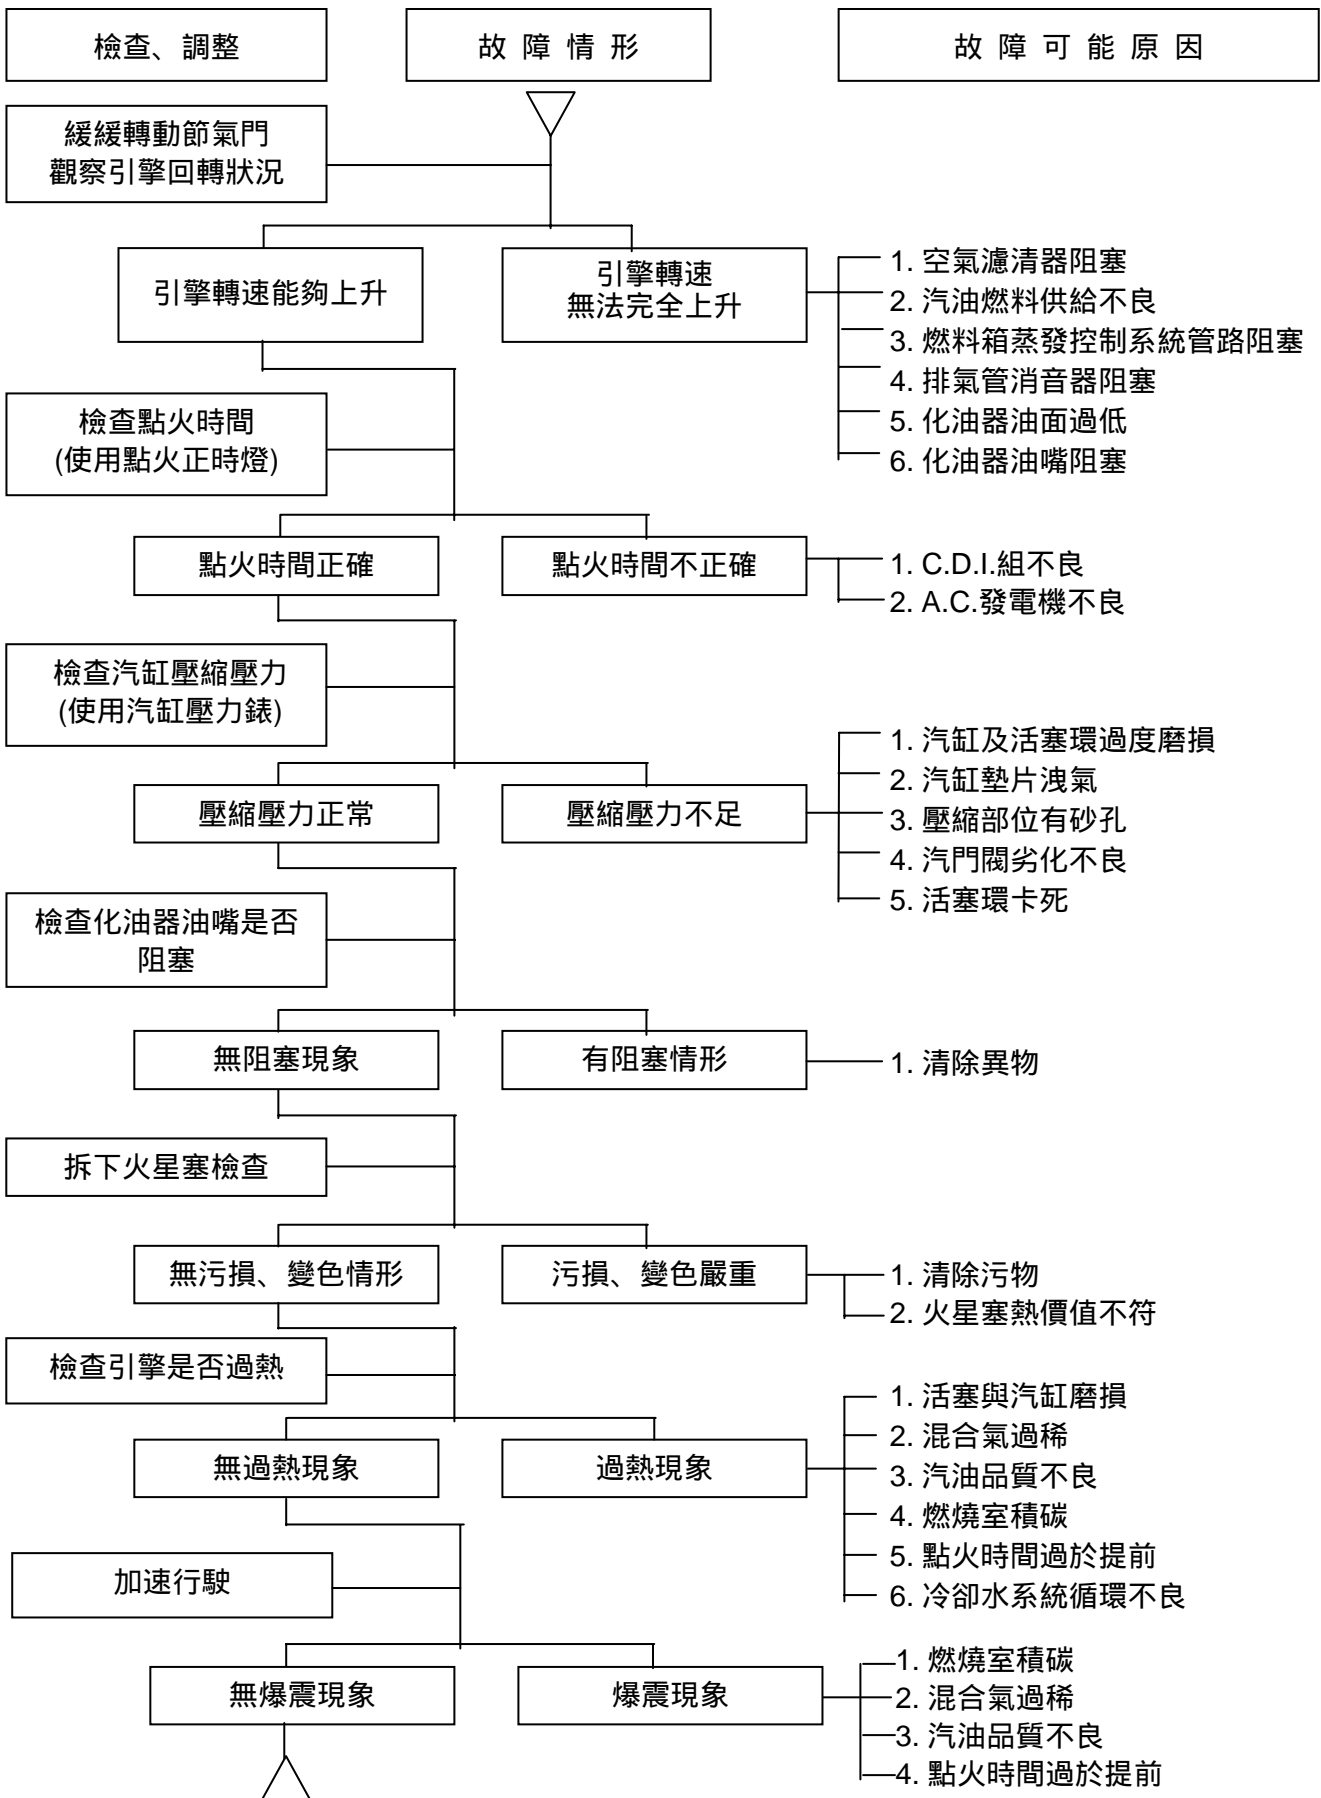 檢查、調整
故障情形
故障可能原因
緩緩轉動節氣門
觀察引擎回轉狀況
引擎轉速能夠上升
引擎轉速
無法完全上升
1. 空氣濾清器阻塞
2. 汽油燃料供給不良
3. 燃料箱蒸發控制系統管路阻塞
4. 排氣管消音器阻塞
5. 化油器油面過低
6. 化油器油嘴阻塞
檢查點火時間
(使用點火正時燈)
點火時間正確
點火時間不正確
1. C.D.I.組不良
2. A.C.發電機不良
檢查汽缸壓縮壓力
(使用汽缸壓力錶)
壓縮壓力正常
壓縮壓力不足
1. 汽缸及活塞環過度磨損
2. 汽缸墊片洩氣
3. 壓縮部位有砂孔
4. 汽門閥劣化不良
5. 活塞環卡死
檢查化油器油嘴是否
阻塞
無阻塞現象
有阻塞情形
1. 清除異物
拆下火星塞檢查
無污損、變色情形
污損、變色嚴重
1. 清除污物
2. 火星塞熱價值不符
檢查引擎是否過熱
無過熱現象
過熱現象
1. 活塞與汽缸磨損
2. 混合氣過稀
3. 汽油品質不良
4. 燃燒室積碳
5. 點火時間過於提前
6. 冷卻水系統循環不良
加速行駛
無爆震現象
爆震現象
1. 燃燒室積碳
2. 混合氣過稀
3. 汽油品質不良
4. 點火時間過於提前